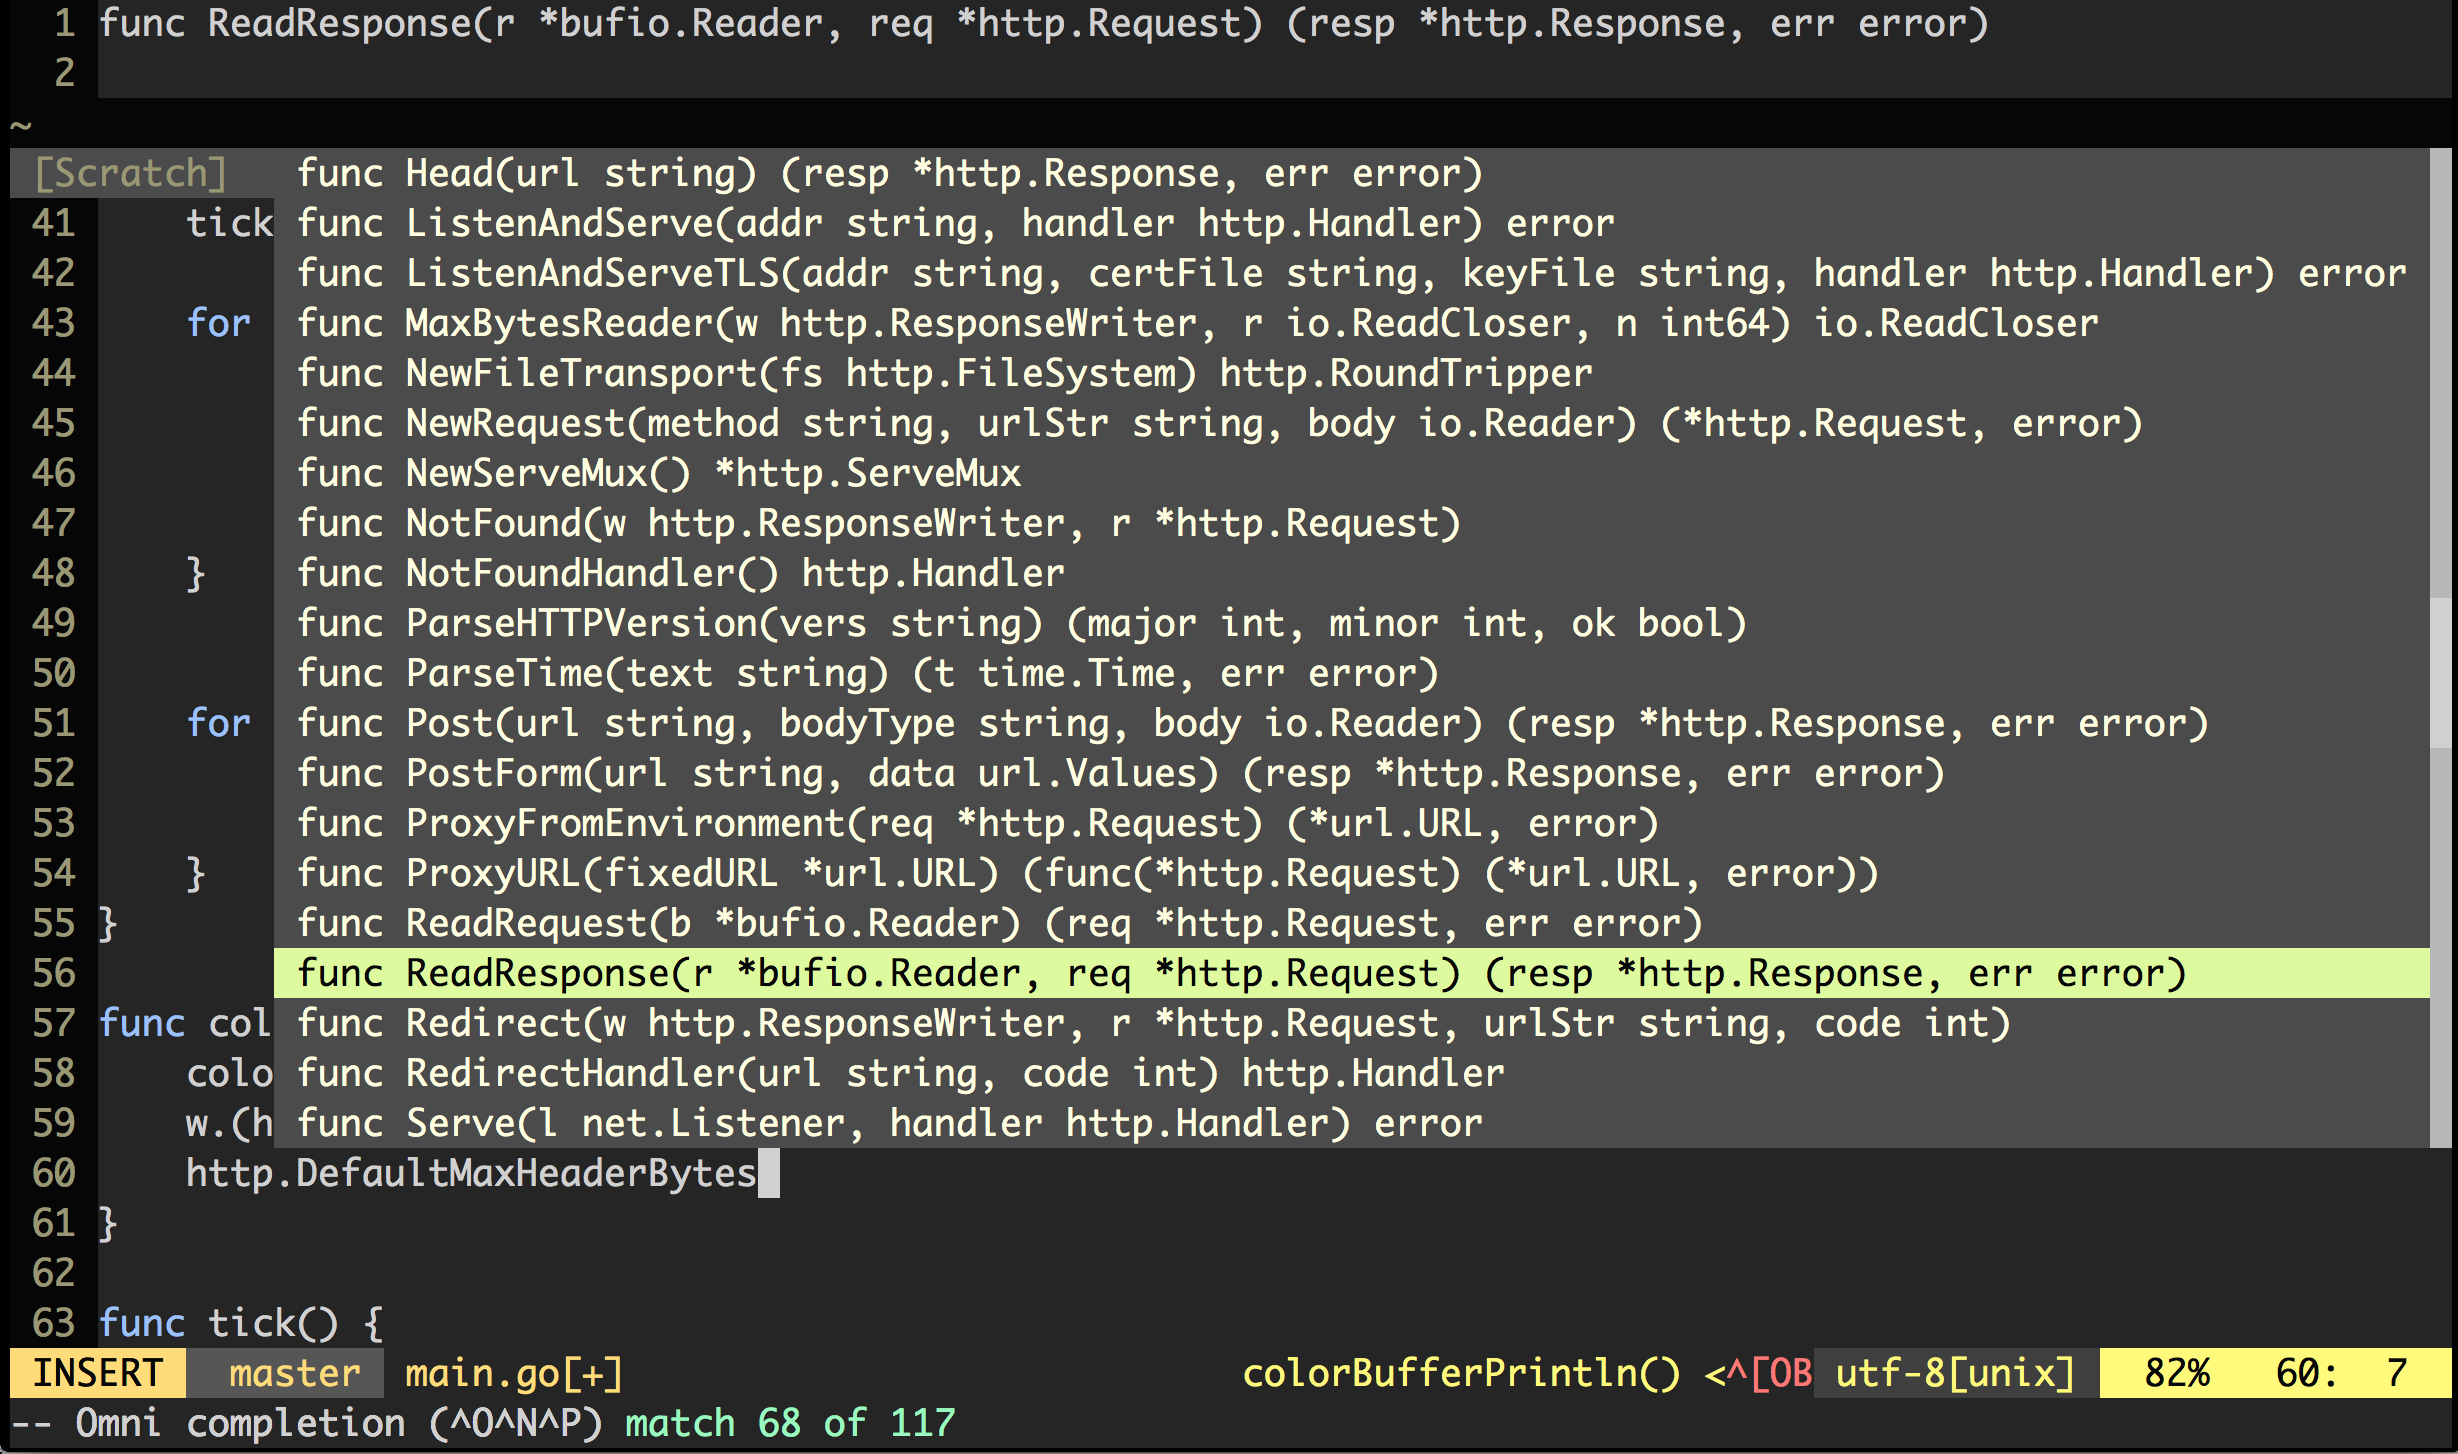 1 func ReadResponse(r *bufio.Reader, req *http.Request) (resp *http.Response, err error)
2
~
[Scratch] func Head(url string) (resp *http.Response, err error)
41 tick func ListenAndServe(addr string, handler http.Handler) error
42 func ListenAndServeTLS(addr string, certFile string, keyFile string, handler http.Handler) error
43 for func MaxBytesReader(w http.ResponseWriter, r io.ReadCloser, n int64) io.ReadCloser
44 func NewFileTransport(fs http.FileSystem) http.RoundTripper
45 func NewRequest(method string, urlStr string, body io.Reader) (*http.Request, error)
46 func NewServeMux() *http.ServeMux
47 func NotFound(w http.ResponseWriter, r *http.Request)
48 } func NotFoundHandler() http.Handler
49 func ParseHTTPVersion(vers string) (major int, minor int, ok bool)
50 func ParseTime(text string) (t time.Time, err error)
51 for func Post(url string, bodyType string, body io.Reader) (resp *http.Response, err error)
52 func PostForm(url string, data url.Values) (resp *http.Response, err error)
53 func ProxyFromEnvironment(req *http.Request) (*url.URL, error)
54 } func ProxyURL(fixedURL *url.URL) (func(*http.Request) (*url.URL, error))
55 } func ReadRequest(b *bufio.Reader) (req *http.Request, err error)
56 func ReadResponse(r *bufio.Reader, req *http.Request) (resp *http.Response, err error)
57 func col func Redirect(w http.ResponseWriter, r *http.Request, urlStr string, code int)
58 colo func RedirectHandler(url string, code int) http.Handler
59 w.(h func Serve(l net.Listener, handler http.Handler) error
60 http.DefaultMaxHeaderBytes
61 }
62
63 func tick() {
INSERT master main.go[+] colorBufferPrintln() <^[OB utf-8[unix] 82% 60: 7
-- Omni completion (^O^N^P) match 68 of 117